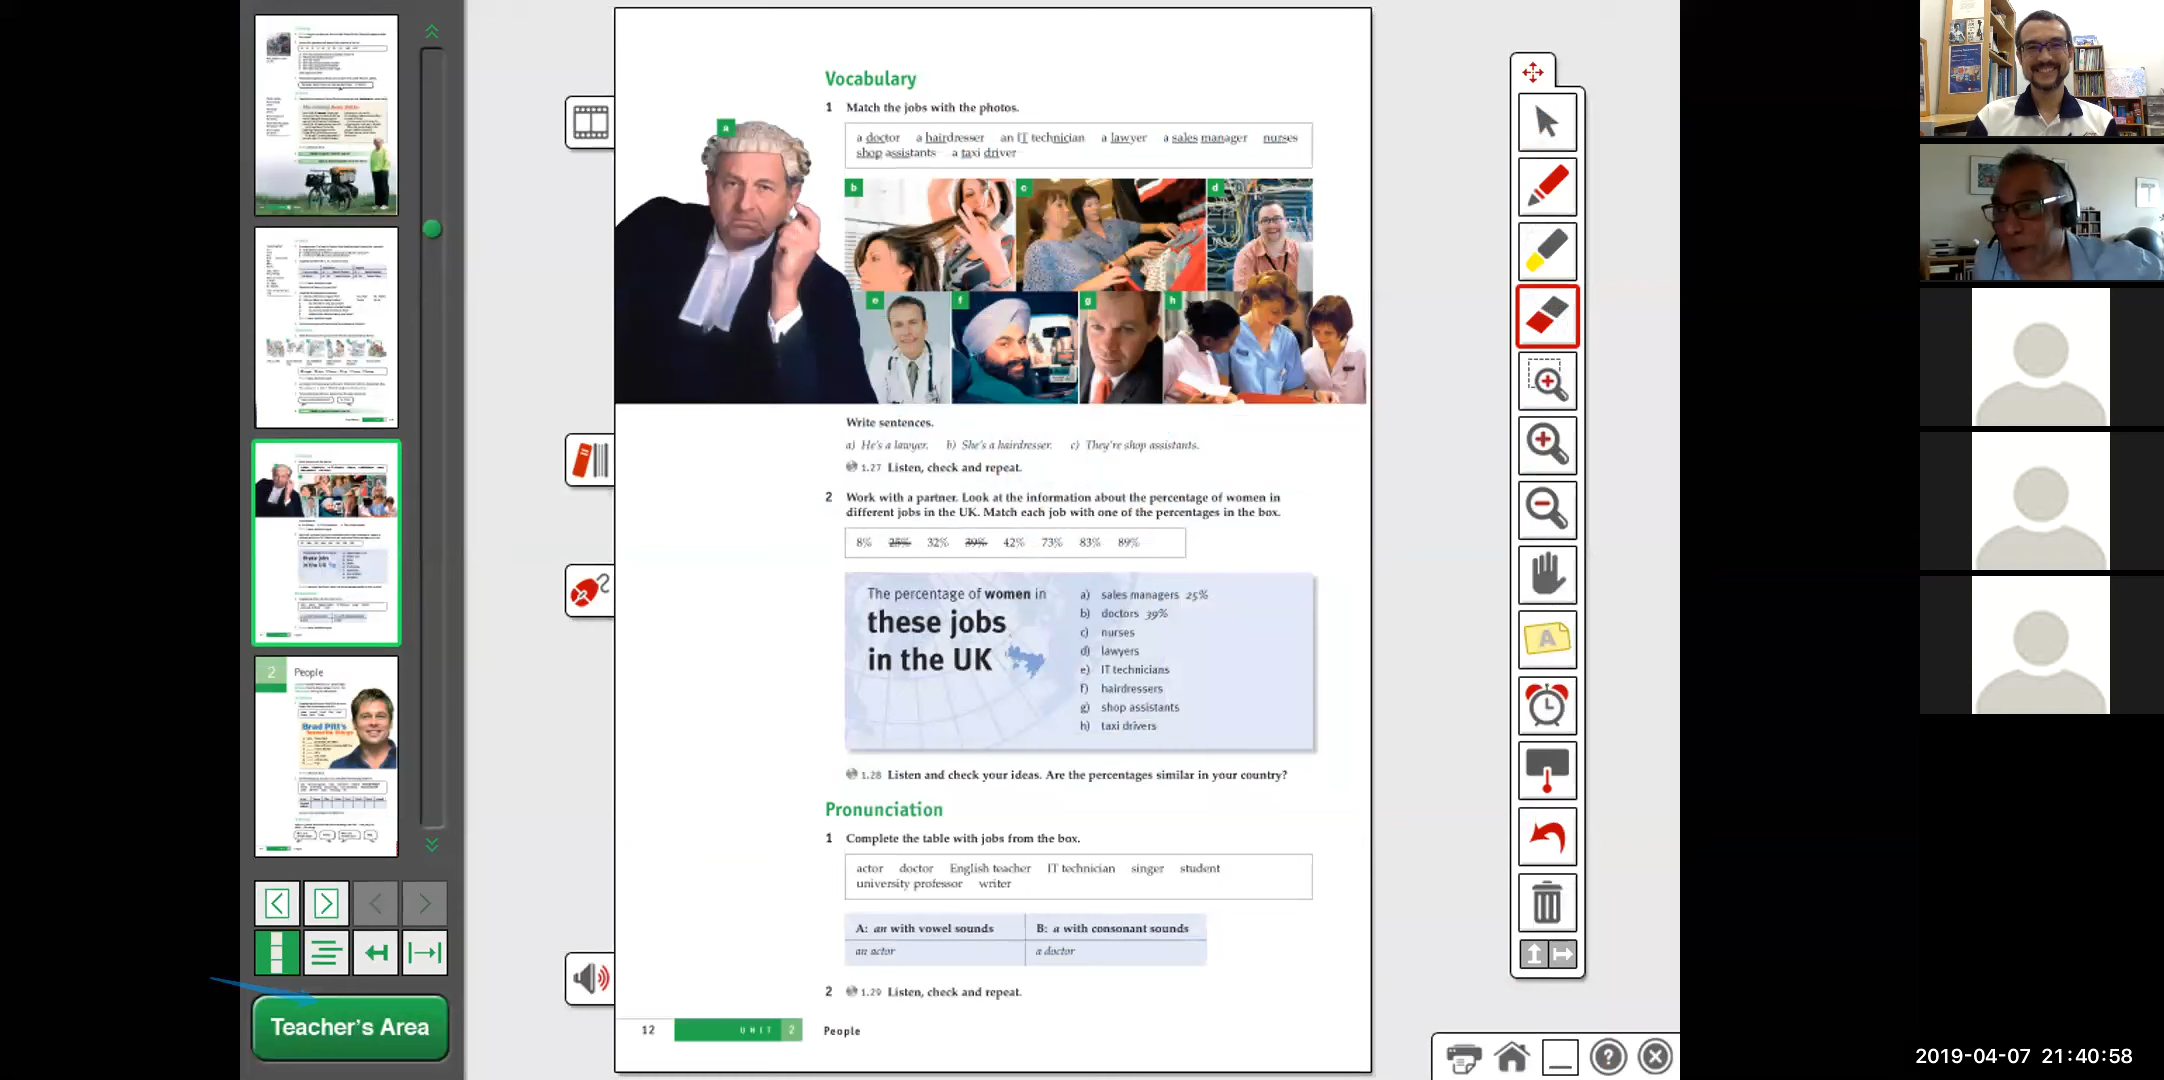 Vocabulary
1 Match the jobs with the photos.
a doctor a hairdresser an IT technician a lawyer a sales manager nurses
shop assistants a taxi driver
a
b
c
d
e
f
g
h
Write sentences.
a) He's a lawyer. b) She's a hairdresser. c) They're shop assistants.
1.27 Listen, check and repeat.
2 Work with a partner. Look at the information about the percentage of women in
different jobs in the UK. Match each job with one of the percentages in the box.
8% 25% 32% 39% 42% 73% 83% 89%
The percentage of women in
these jobs
in the UK
a) sales managers 25%
b) doctors 39%
c) nurses
d) lawyers
e) IT technicians
f) hairdressers
g) shop assistants
h) taxi drivers
1.28 Listen and check your ideas. Are the percentages similar in your country?
Pronunciation
1 Complete the table with jobs from the box.
actor doctor English teacher IT technician singer student
university professor writer
A: an with vowel sounds B: a with consonant sounds
an actor a doctor
2 1.29 Listen, check and repeat.
12 UNIT 2 People
2 People
Brad Pitt's
Teacher's Area
A
?
2019-04-07 21:40:58